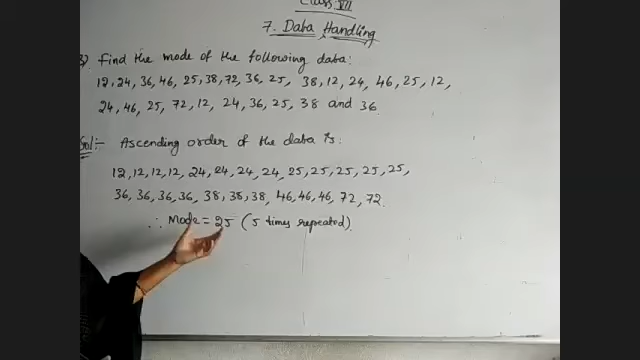 Class VII
7. Data Handling
3) Find the mode of the following data:
12, 24, 36, 46, 25, 38, 72, 36, 25, 38, 12, 24, 46, 25, 12,
24, 46, 25, 72, 12, 24, 36, 25, 38 and 36
Sol:- Ascending order of the data is:
12, 12, 12, 12, 24, 24, 24, 24, 25, 25, 25, 25, 25,
36, 36, 36, 36, 38, 38, 38, 46, 46, 46, 72, 72.
∴ Mode = 25 (5 times repeated).